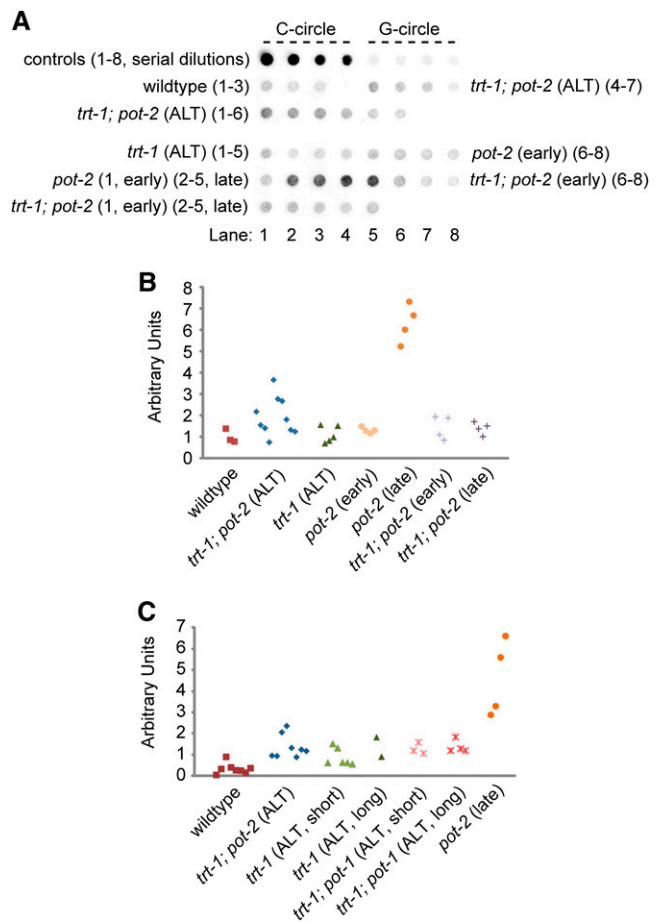 A
C-circle G-circle
controls (1-8, serial dilutions)
wildtype (1-3) trt-1; pot-2 (ALT) (4-7)
trt-1; pot-2 (ALT) (1-6)
trt-1 (ALT) (1-5) pot-2 (early) (6-8)
pot-2 (1, early) (2-5, late) trt-1; pot-2 (early) (6-8)
trt-1; pot-2 (1, early) (2-5, late)
Lane: 1 2 3 4 5 6 7 8
B
Arbitrary Units
8
7
6
5
4
3
2
1
0
wildtype
trt-1; pot-2 (ALT)
trt-1 (ALT)
pot-2 (early)
pot-2 (late)
trt-1; pot-2 (early)
trt-1; pot-2 (late)
C
Arbitrary Units
7
6
5
4
3
2
1
0
wildtype
trt-1; pot-2 (ALT)
trt-1 (ALT, short)
trt-1 (ALT, long)
trt-1; pot-1 (ALT, short)
trt-1; pot-1 (ALT, long)
pot-2 (late)